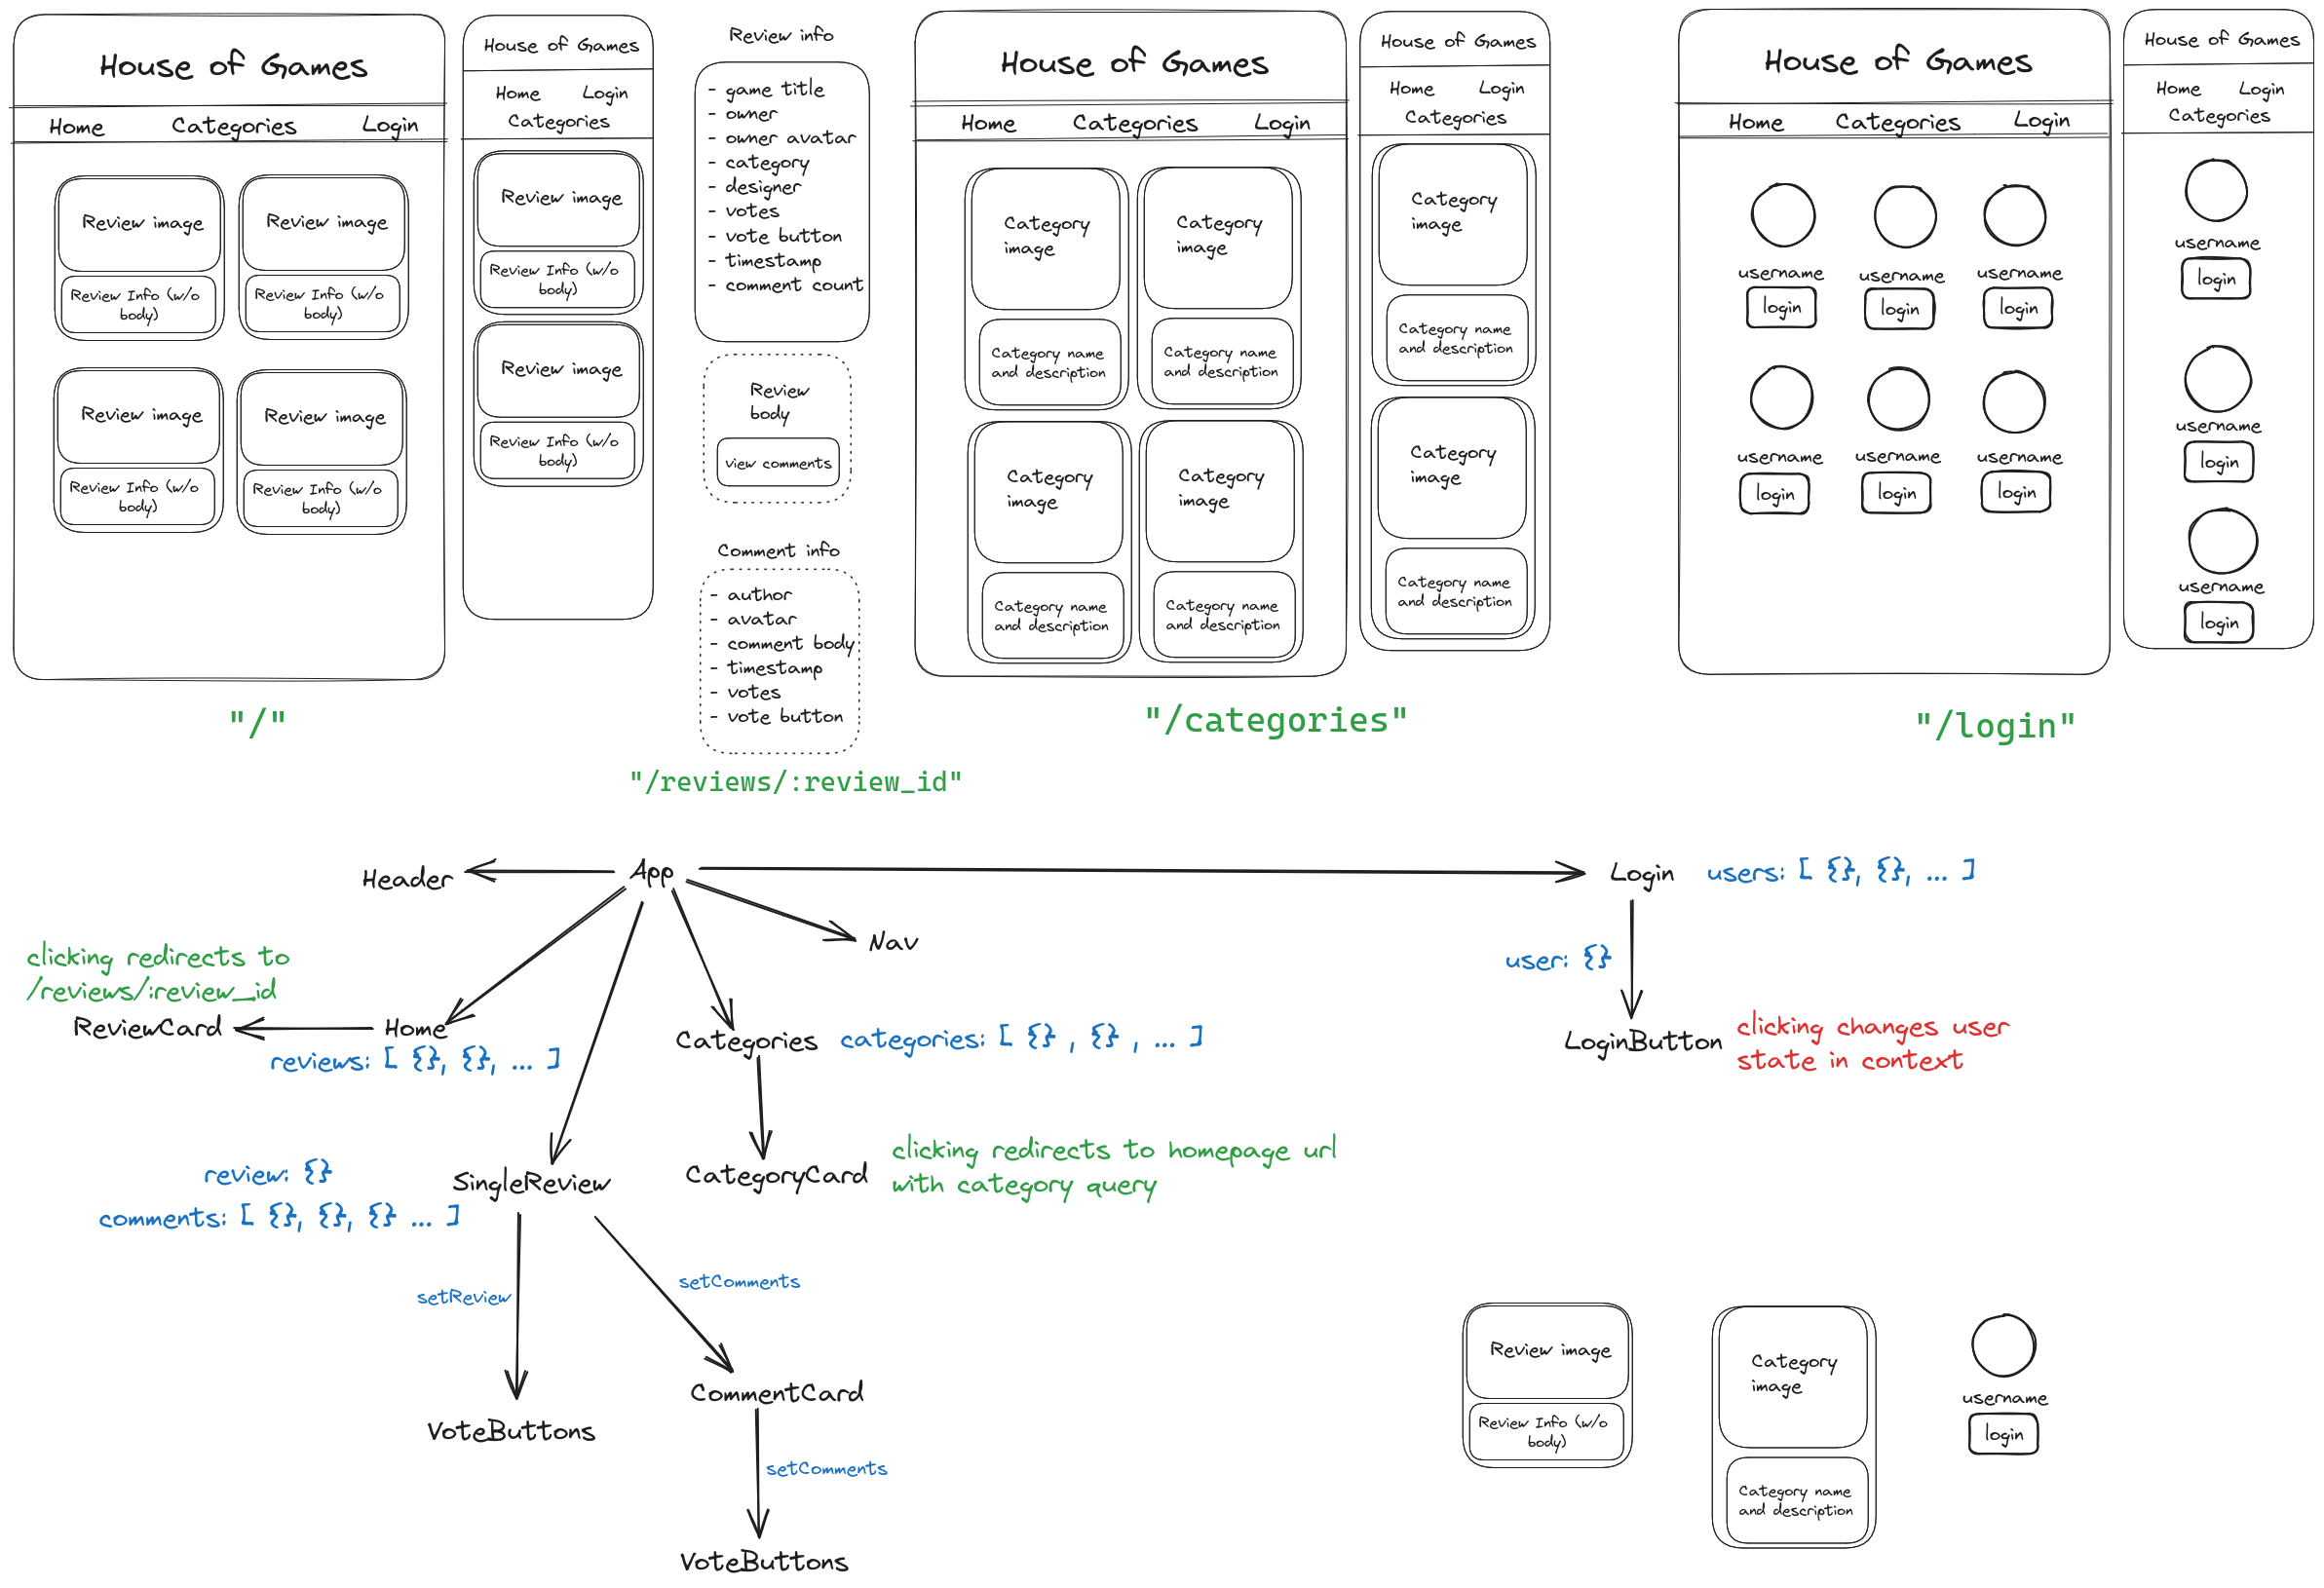 House of Games
Home Categories Login
Review image Review image
Review Info (w/o
body)
Review Info (w/o
body)
Review image Review image
Review Info (w/o
body)
Review Info (w/o
body)
"/"
House of Games
Home Login
Categories
Review image
Review Info (w/o
body)
Review image
Review Info (w/o
body)
Review info
- game title
- owner
- owner avatar
- category
- designer
- votes
- vote button
- timestamp
- comment count
Review
body
view comments
Comment info
- author
- avatar
- comment body
- timestamp
- votes
- vote button
"/reviews/:review_id"
House of Games
Home Categories Login
Category
image
Category
image
Category name
and description
Category name
and description
Category
image
Category
image
Category name
and description
Category name
and description
"/categories"
House of Games
Home Login
Categories
Category
image
Category name
and description
Category
image
Category name
and description
House of Games
Home Categories Login
username username username
login login login
username username username
login login login
"/login"
House of Games
Home Login
Categories
username
login
username
login
username
login
Header App Login users: [ {}, {}, ... ]
Nav
clicking redirects to
/reviews/:review_id
user: {}
ReviewCard Home
reviews: [ {}, {}, ... ]
Categories categories: [ {} , {} , ... ]
LoginButton
clicking changes user
state in context
review: {}
comments: [ {}, {}, {} ... ]
SingleReview
CategoryCard
clicking redirects to homepage url
with category query
setReview
setComments
VoteButtons
CommentCard
setComments
VoteButtons
Review image
Review Info (w/o
body)
Category
image
Category name
and description
username
login